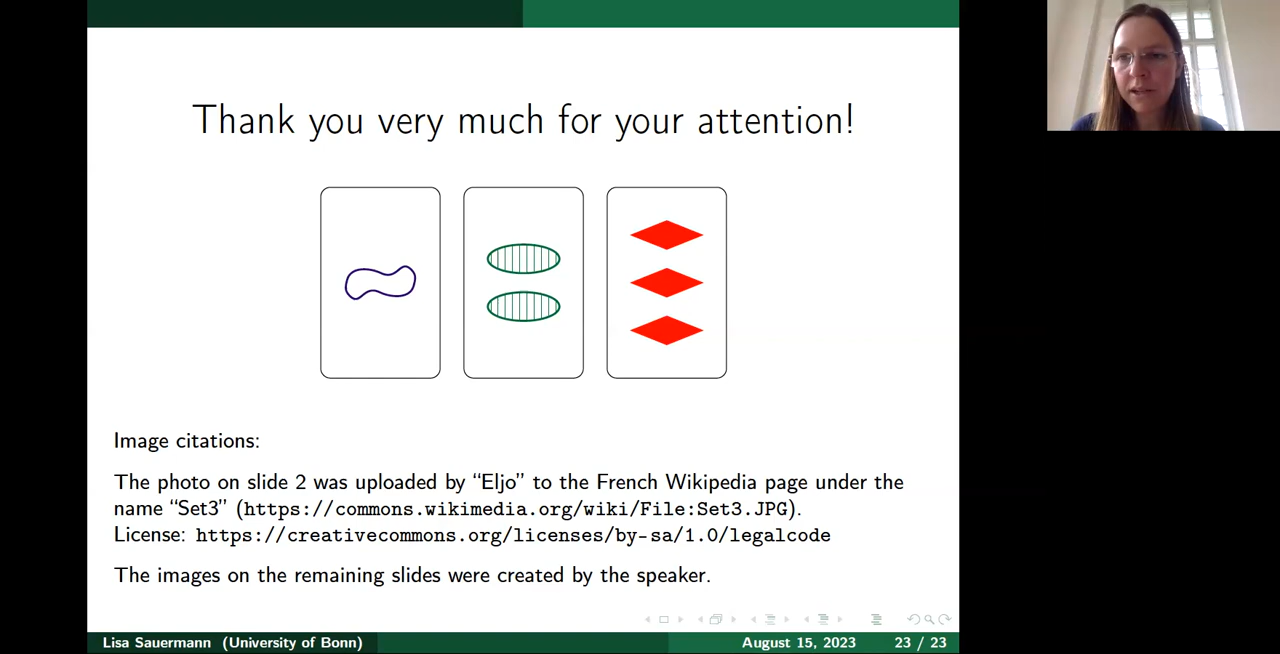 Thank you very much for your attention!
Image citations:
The photo on slide 2 was uploaded by “Eljo” to the French Wikipedia page under the
name “Set3” (https://commons.wikimedia.org/wiki/File:Set3.JPG).
License: https://creativecommons.org/licenses/by-sa/1.0/legalcode
The images on the remaining slides were created by the speaker.
Lisa Sauermann (University of Bonn)
August 15, 2023
23 / 23